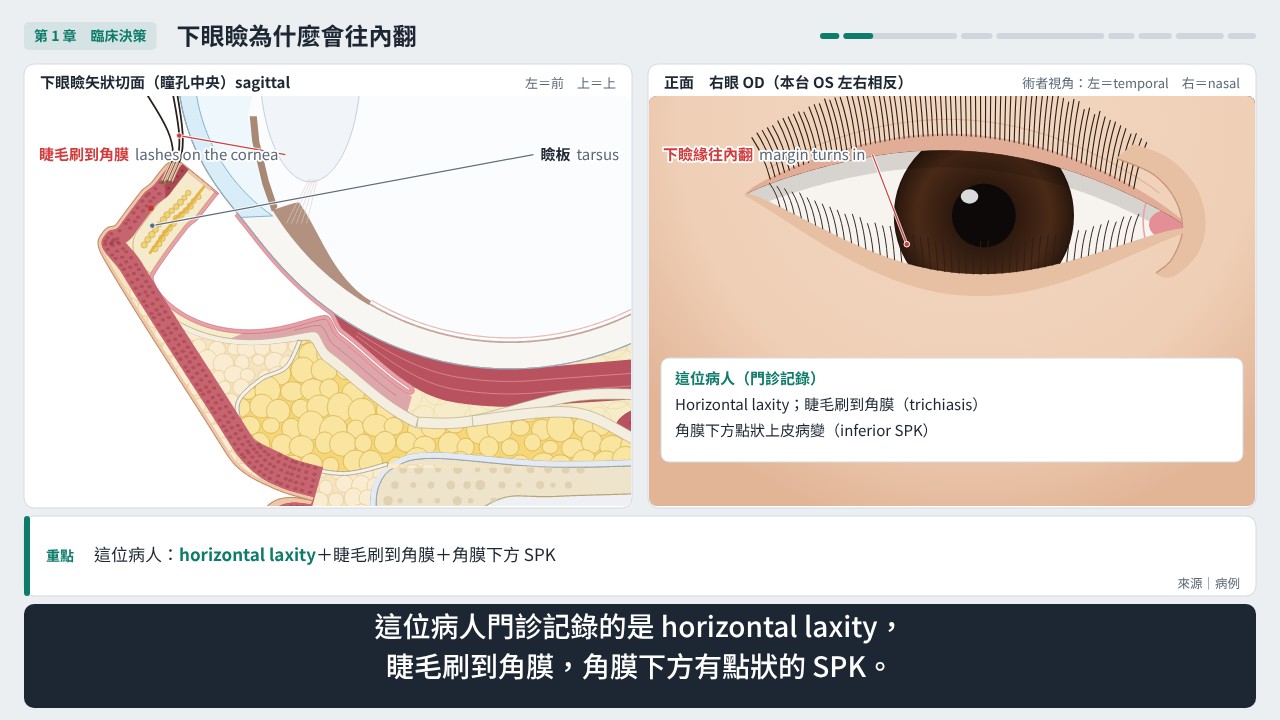 第 1 章　臨床決策
下眼瞼為什麼會往內翻
下眼瞼矢狀切面（瞳孔中央）sagittal
左＝前　上＝上
睫毛刷到角膜 lashes on the cornea
瞼板 tarsus
正面　右眼 OD（本台 OS 左右相反）
術者視角：左＝temporal　右＝nasal
下瞼緣往內翻 margin turns in
這位病人（門診記錄）
Horizontal laxity；睫毛刷到角膜（trichiasis）
角膜下方點狀上皮病變（inferior SPK）
重點　這位病人：horizontal laxity＋睫毛刷到角膜＋角膜下方 SPK
來源｜病例
這位病人門診記錄的是 horizontal laxity，
睫毛刷到角膜，角膜下方有點狀的 SPK。